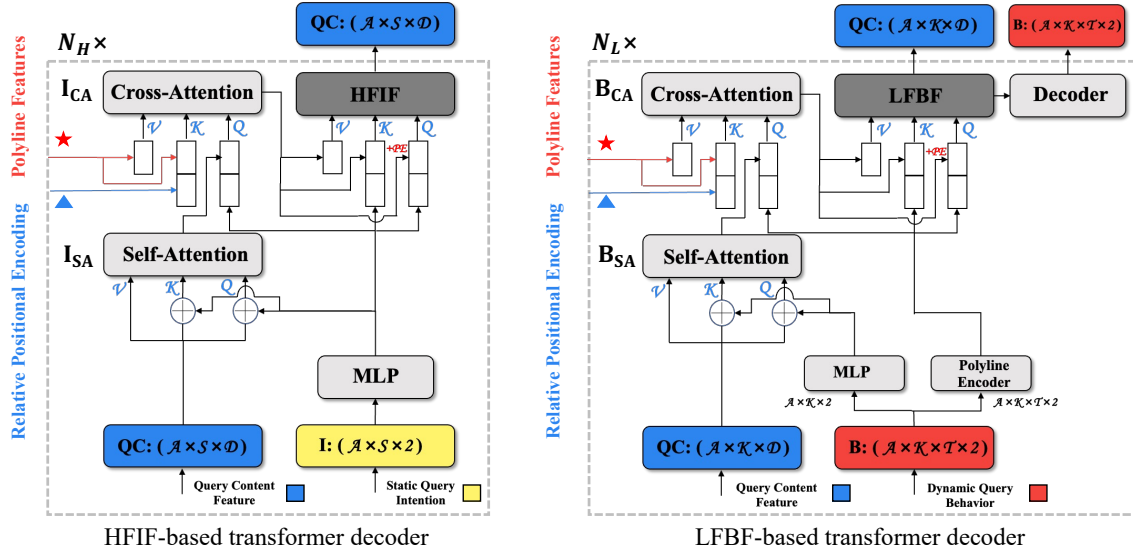 QC: (A×S×D)
N_H×
I_CA
Cross-Attention
HFIF
V
K
Q
V
K
Q
+PE
Polyline Features
Relative Positional Encoding
I_SA
Self-Attention
V
K
Q
MLP
QC: (A×S×D)
I: (A×S×2)
Query Content
Feature
Static Query
Intention
HFIF-based transformer decoder
QC: (A×K×D)
B: (A×K×T×2)
N_L×
B_CA
Cross-Attention
LFBF
Decoder
V
K
Q
V
K
Q
+PE
Polyline Features
Relative Positional Encoding
B_SA
Self-Attention
V
K
Q
MLP
Polyline
Encoder
A×K×2
A×K×T×2
QC: (A×K×D)
B: (A×K×T×2)
Query Content
Feature
Dynamic Query
Behavior
LFBF-based transformer decoder